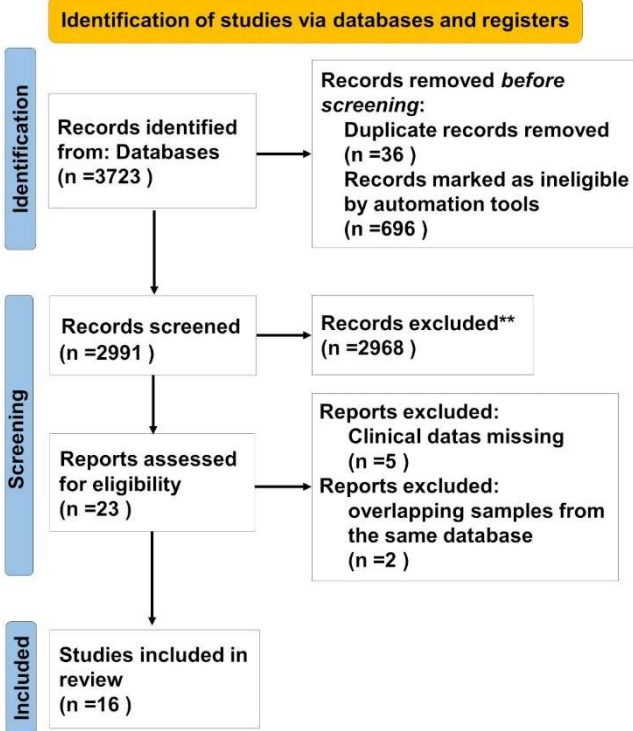 Identification of studies via databases and registers
Identification
Records identified
from: Databases
(n =3723 )
Records removed before
screening:
Duplicate records removed
(n =36 )
Records marked as ineligible
by automation tools
(n =696 )
Screening
Records screened
(n =2991 )
Records excluded**
(n =2968 )
Reports assessed
for eligibility
(n =23 )
Reports excluded:
Clinical datas missing
(n =5 )
Reports excluded:
overlapping samples from
the same database
(n =2 )
Included
Studies included in
review
(n =16 )